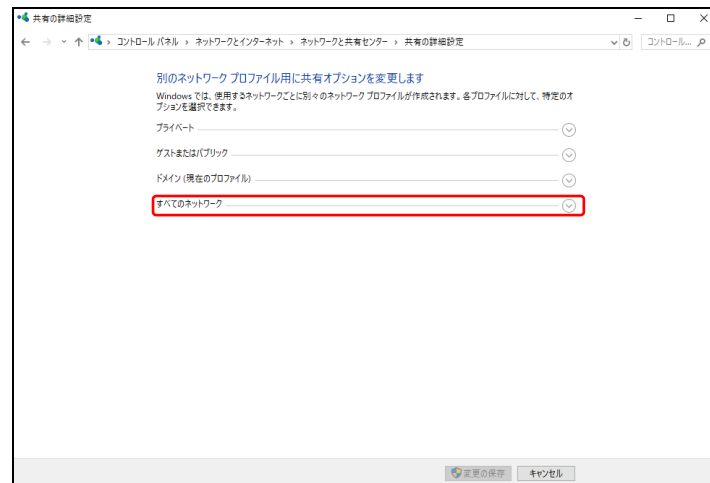 共有の詳細設定
コントロール パネル › ネットワークとインターネット › ネットワークと共有センター › 共有の詳細設定
コントロール...
別のネットワーク プロファイル用に共有オプションを変更します
Windows では、使用するネットワークごとに別々のネットワーク プロファイルが作成されます。各プロファイルに対して、特定のオ
プションを選択できます。
プライベート
ゲストまたはパブリック
ドメイン (現在のプロファイル)
すべてのネットワーク
変更の保存
キャンセル